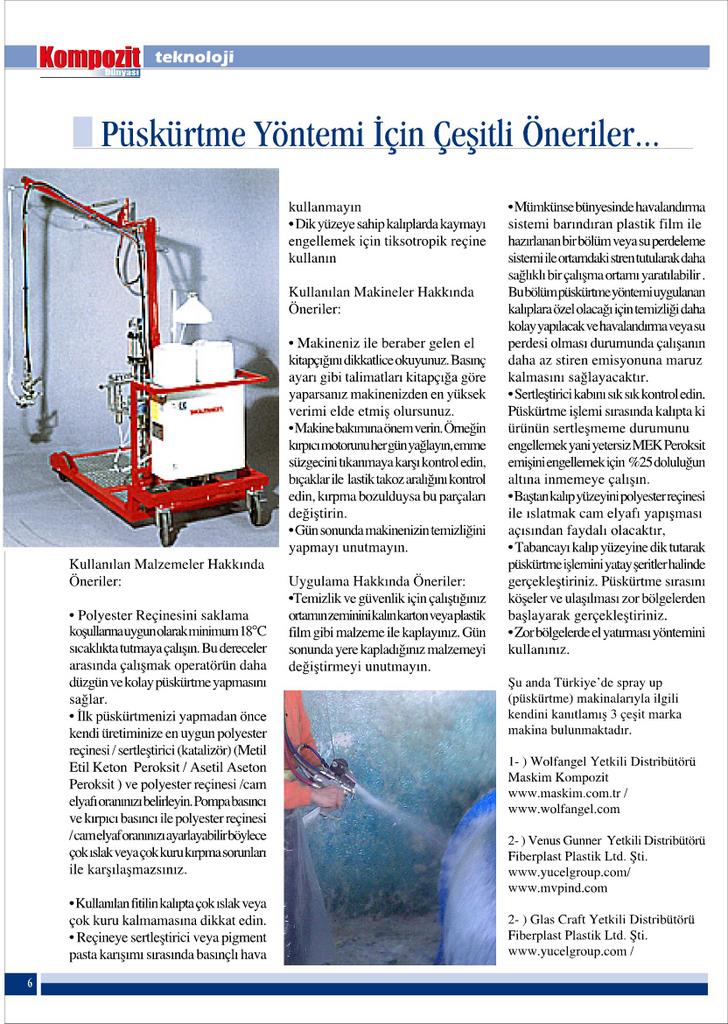 Kompozit
Dünyası
teknoloji
Püskürtme Yöntemi İçin Çeşitli Öneriler...
Kullanılan Malzemeler Hakkında
Öneriler:
• Polyester Reçinesini saklama
koşullarına uygun olarak minimum 18°C
sıcaklıkta tutmaya çalışın. Bu dereceler
arasında çalışmak operatörün daha
düzgün ve kolay püskürtme yapmasını
sağlar.
• İlk püskürtmenizi yapmadan önce
kendi üretiminize en uygun polyester
reçinesi / sertleştirici (katalizör) (Metil
Etil Keton Peroksit / Asetil Aseton
Peroksit ) ve polyester reçinesi /cam
elyafı oranınızı belirleyin. Pompa basıncı
ve kırpıcı basıncı ile polyester reçinesi
/cam elyaf oranınızı ayarlayabilir böylece
çok ıslak veya çok kuru kırpma sorunları
ile karşılaşmazsınız.
• Kullanılan fitilin kalıpta çok ıslak veya
çok kuru kalmamasına dikkat edin.
• Reçineye sertleştirici veya pigment
pasta karışımı sırasında basınçlı hava
kullanmayın
• Dik yüzeye sahip kalıplarda kaymayı
engellemek için tiksotropik reçine
kullanın
Kullanılan Makineler Hakkında
Öneriler:
• Makineniz ile beraber gelen el
kitapçığını dikkatlice okuyunuz. Basınç
ayarı gibi talimatları kitapçığa göre
yaparsanız makinenizden en yüksek
verimi elde etmiş olursunuz.
• Makine bakımına önem verin. Örneğin
kırpıcı motorunu her gün yağlayın, emme
süzgecini tıkanmaya karşı kontrol edin,
bıçaklar ile lastik takoz aralığını kontrol
edin, kırpma bozulduysa bu parçaları
değiştirin.
• Gün sonunda makinenizin temizliğini
yapmayı unutmayın.
Uygulama Hakkında Öneriler:
•Temizlik ve güvenlik için çalıştığınız
ortamın zeminini kalın karton veya plastik
film gibi malzeme ile kaplayınız. Gün
sonunda yere kapladığınız malzemeyi
değiştirmeyi unutmayın.
• Mümkünse bünyesinde havalandırma
sistemi barındıran plastik film ile
hazırlanan bir bölüm veya su perdeleme
sistemi ile ortamdaki stren tutularak daha
sağlıklı bir çalışma ortamı yaratılabilir .
Bu bölüm püskürtme yöntemi uygulanan
kalıplara özel olacağı için temizliği daha
kolay yapılacak ve havalandırma veya su
perdesi olması durumunda çalışanın
daha az stiren emisyonuna maruz
kalmasını sağlayacaktır.
• Sertleştirici kabını sık sık kontrol edin.
Püskürtme işlemi sırasında kalıpta ki
ürünün sertleşmeme durumunu
engellemek yani yetersiz MEK Peroksit
emişini engellemek için %25 doluluğun
altına inmemeye çalışın.
• Baştan kalıp yüzeyini polyester reçinesi
ile ıslatmak cam elyafı yapışması
açısından faydalı olacaktır,
• Tabancayı kalıp yüzeyine dik tutarak
püskürtme işlemini yatay şeritler halinde
gerçekleştiriniz. Püskürtme sırasını
köşeler ve ulaşılması zor bölgelerden
başlayarak gerçekleştiriniz.
• Zor bölgelerde el yatırması yöntemini
kullanınız.
Şu anda Türkiye'de spray up
(püskürtme) makinalarıyla ilgili
kendini kanıtlamış 3 çeşit marka
makina bulunmaktadır.
1- ) Wolfangel Yetkili Distribütörü
Maskim Kompozit
www.maskim.com.tr /
www.wolfangel.com
2- ) Venus Gunner Yetkili Distribütörü
Fiberplast Plastik Ltd. Şti.
www.yucelgroup.com/
www.mvpind.com
2- ) Glas Craft Yetkili Distribütörü
Fiberplast Plastik Ltd. Şti.
www.yucelgroup.com /
6